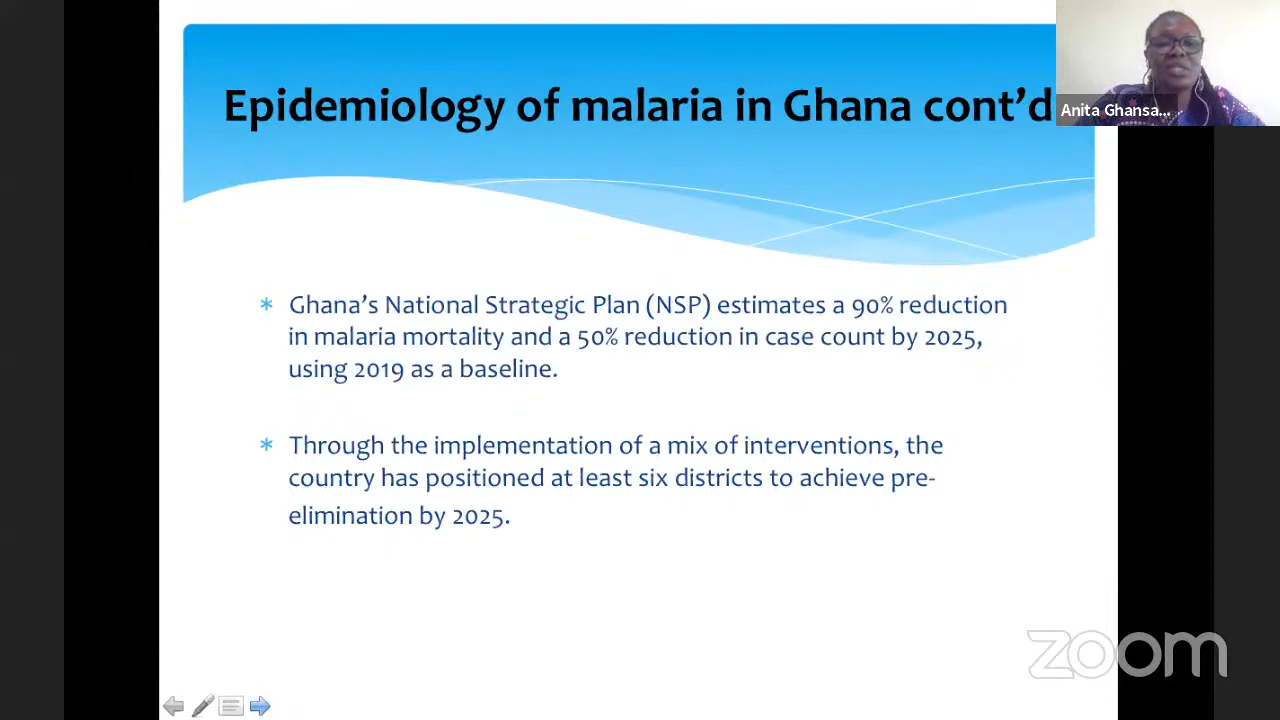 Epidemiology of malaria in Ghana cont’d
Anita Ghansa...
* Ghana’s National Strategic Plan (NSP) estimates a 90% reduction
in malaria mortality and a 50% reduction in case count by 2025,
using 2019 as a baseline.
* Through the implementation of a mix of interventions, the
country has positioned at least six districts to achieve pre-
elimination by 2025.
zoom